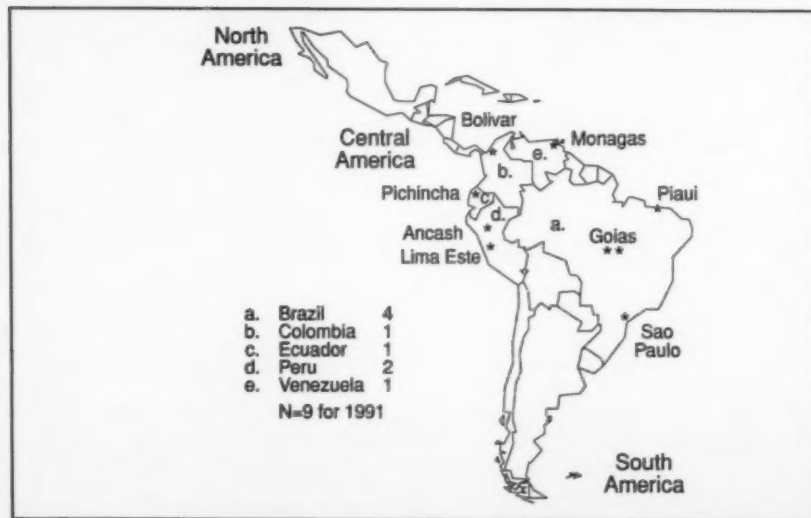 North
America
Bolivar
Monagas
Central
America
e.
b.
Pichincha
c.
Piaui
d.
a.
Ancash
Goias
Lima Este
**
a. Brazil 4
b. Colombia 1
c. Ecuador 1
d. Peru 2
e. Venezuela 1
N=9 for 1991
Sao
Paulo
South
America